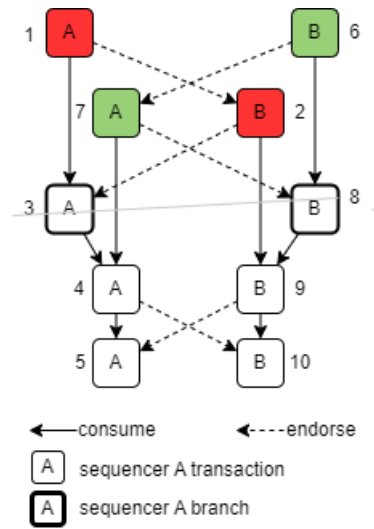 1 A B 6
7 A B 2
3 A B 8
4 A B 9
5 A B 10
consume endorse
A sequencer A transaction
A sequencer A branch